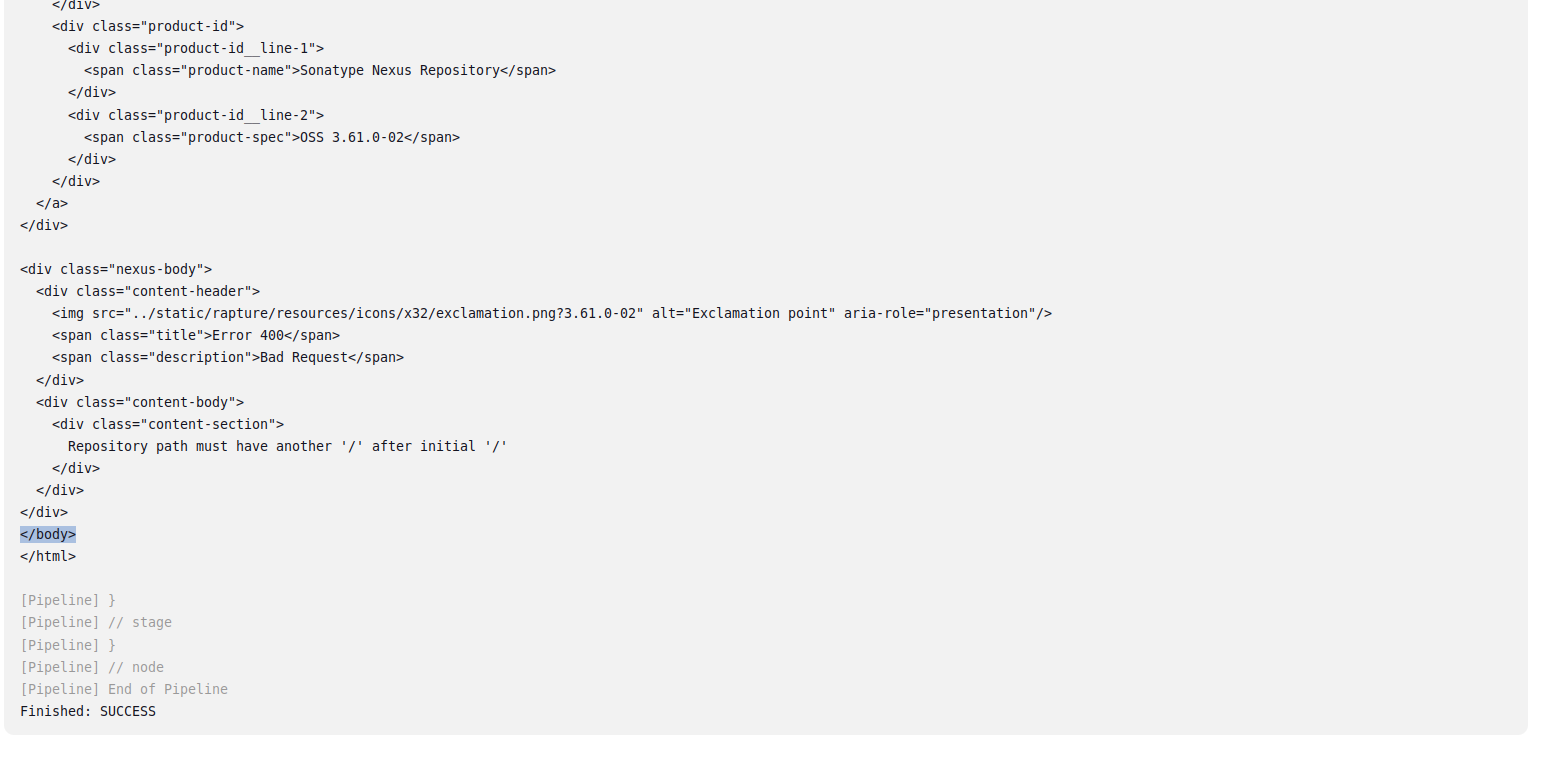 </div>
    <div class="product-id">
      <div class="product-id__line-1">
        <span class="product-name">Sonatype Nexus Repository</span>
      </div>
      <div class="product-id__line-2">
        <span class="product-spec">OSS 3.61.0-02</span>
      </div>
    </div>
  </a>
</div>

<div class="nexus-body">
  <div class="content-header">
    <img src="../static/rapture/resources/icons/x32/exclamation.png?3.61.0-02" alt="Exclamation point" aria-role="presentation"/>
    <span class="title">Error 400</span>
    <span class="description">Bad Request</span>
  </div>
  <div class="content-body">
    <div class="content-section">
      Repository path must have another '/' after initial '/'
    </div>
  </div>
</div>
</body>
</html>

[Pipeline] }
[Pipeline] // stage
[Pipeline] }
[Pipeline] // node
[Pipeline] End of Pipeline
Finished: SUCCESS